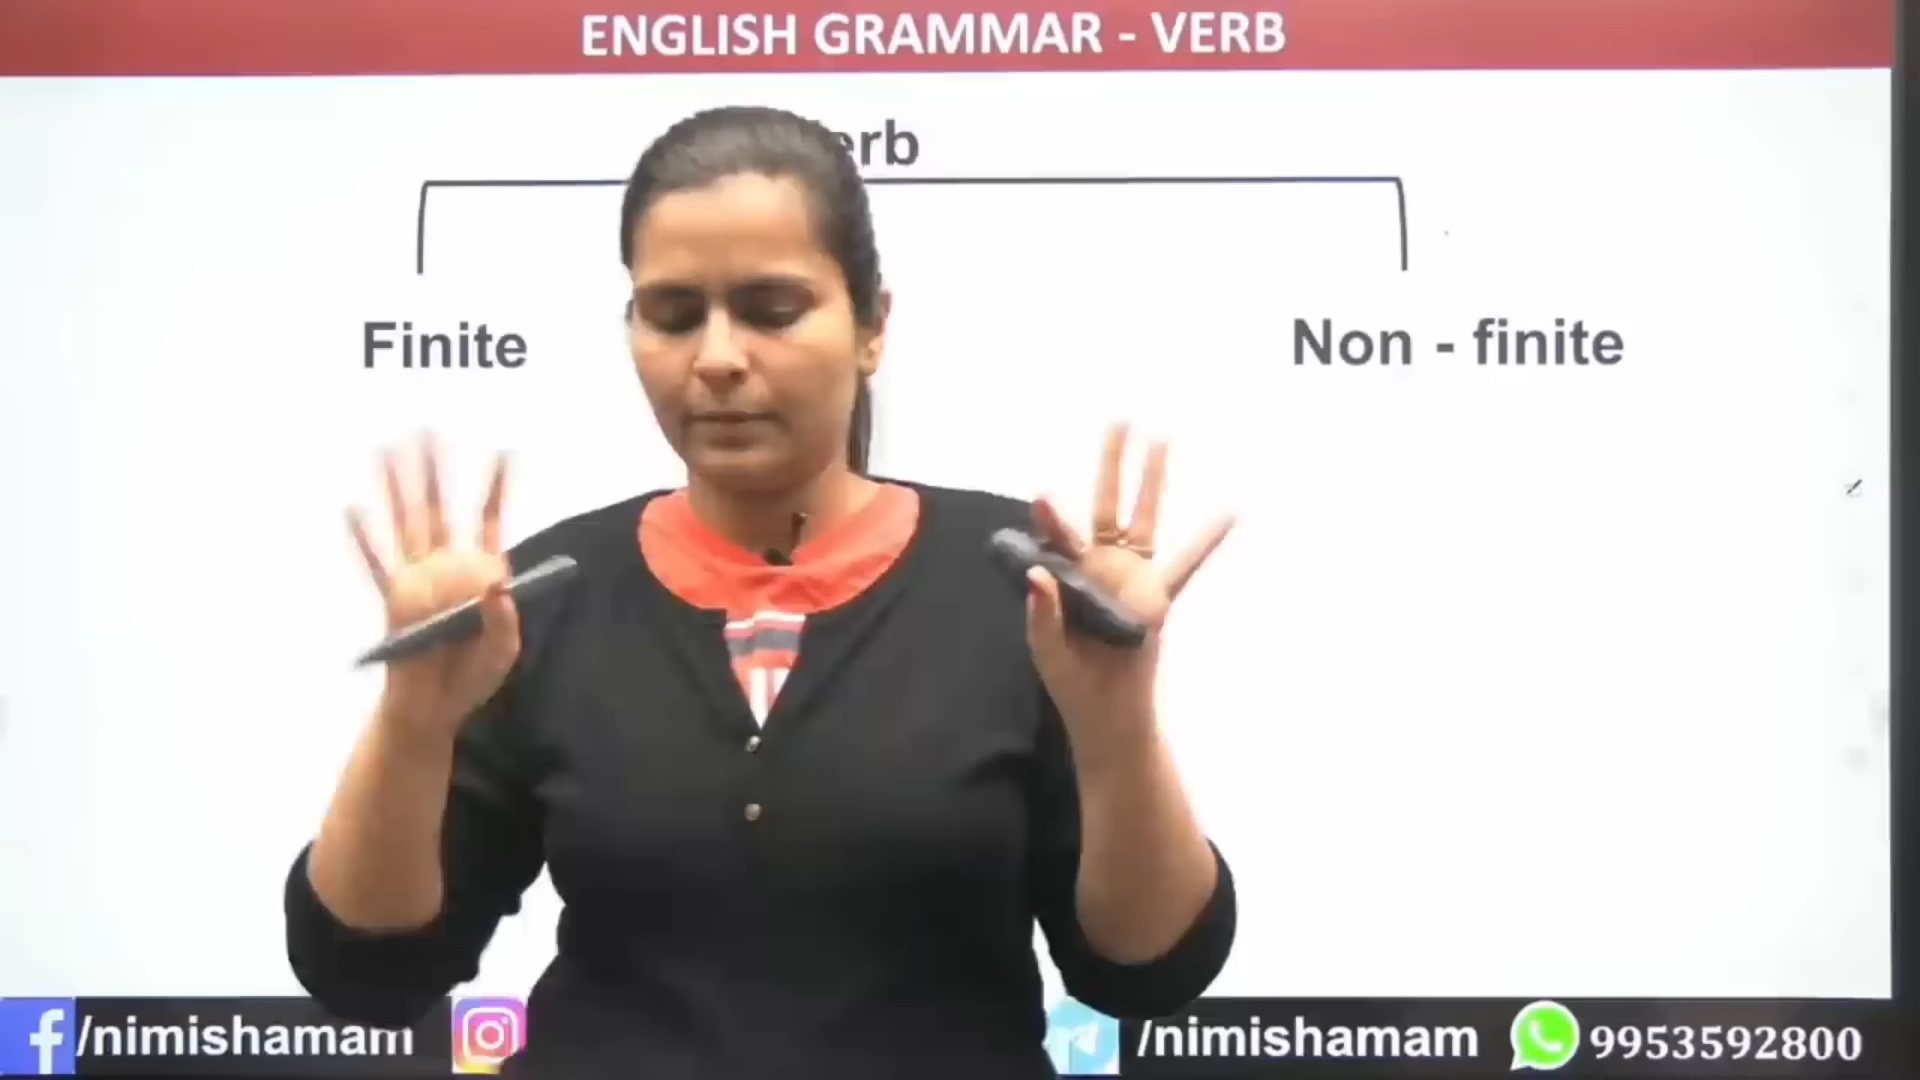 ENGLISH GRAMMAR - VERB
erb
Finite
Non - finite
/nimishamam
/nimishamam
9953592800